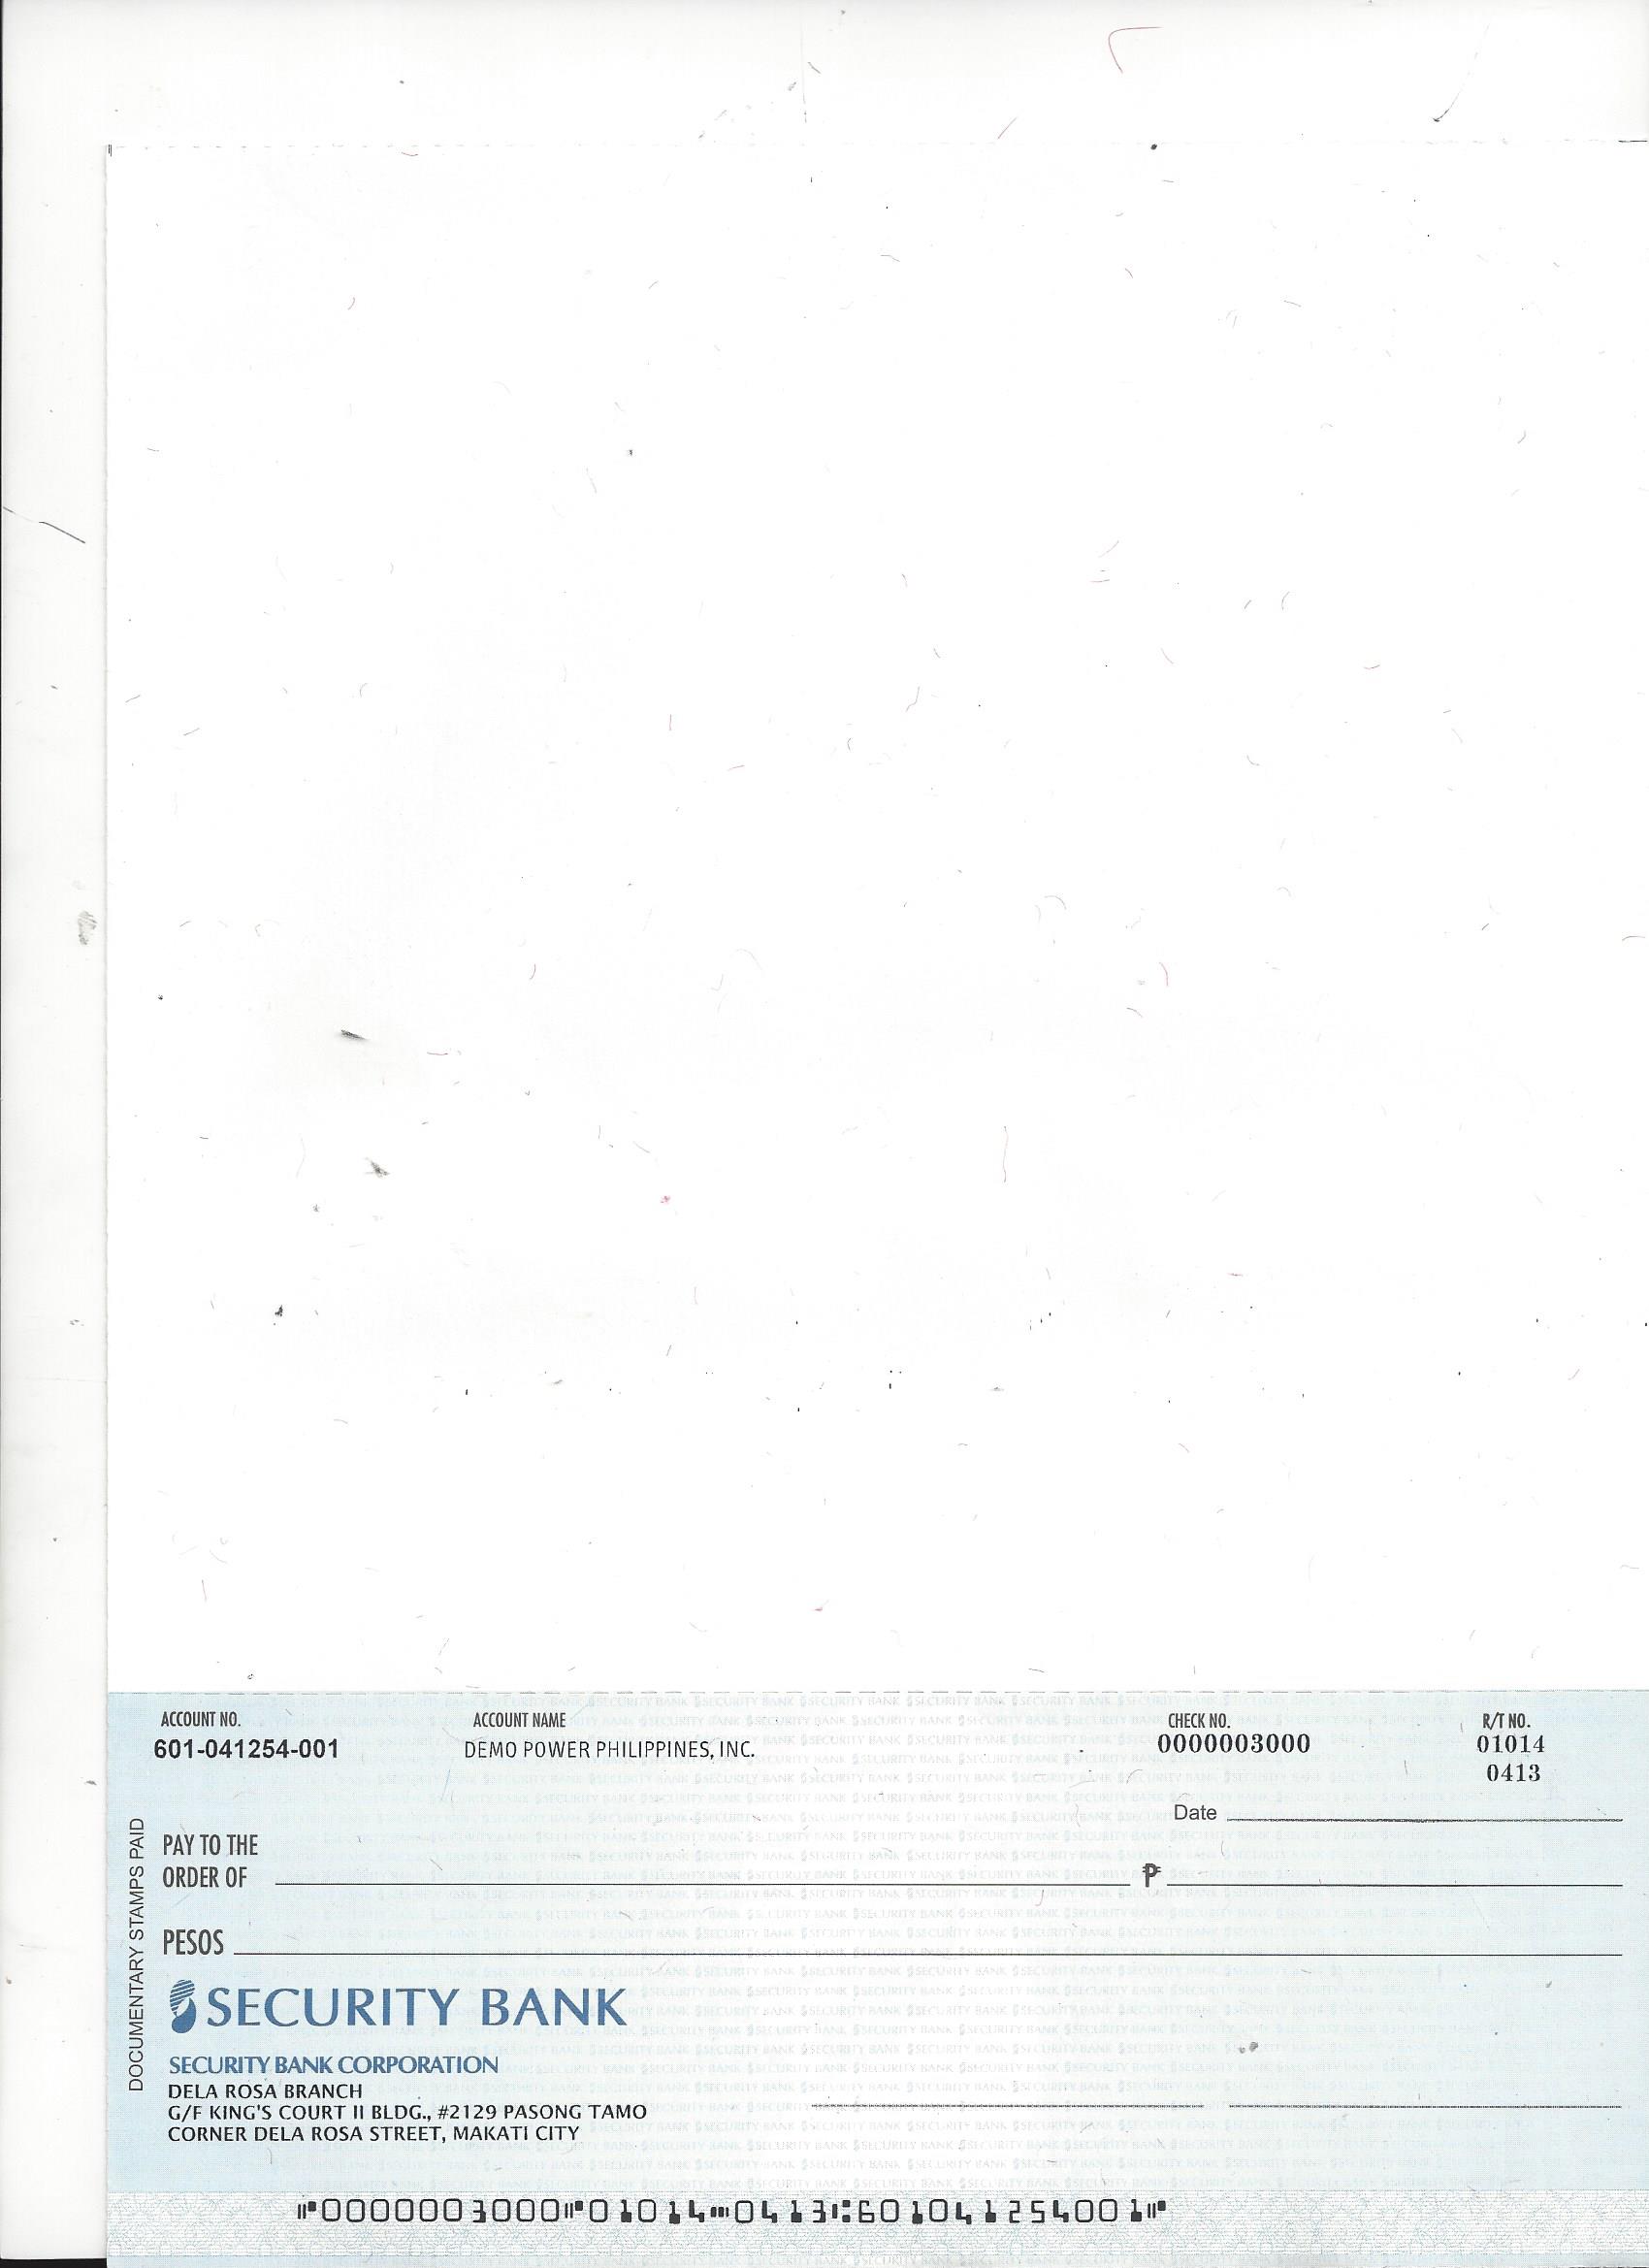 ACCOUNT NO. ACCOUNT NAME CHECK NO. R/T NO.
601-041254-001 DEMO POWER PHILIPPINES, INC. 0000003000 01014
0413
Date
PAY TO THE
ORDER OF ₱
PESOS
DOCUMENTARY STAMPS PAID
SECURITY BANK
SECURITY BANK CORPORATION
DELA ROSA BRANCH
G/F KING'S COURT II BLDG., #2129 PASONG TAMO
CORNER DELA ROSA STREET, MAKATI CITY
⑈0000003000⑈01014⑉0413⑆601041254001⑈